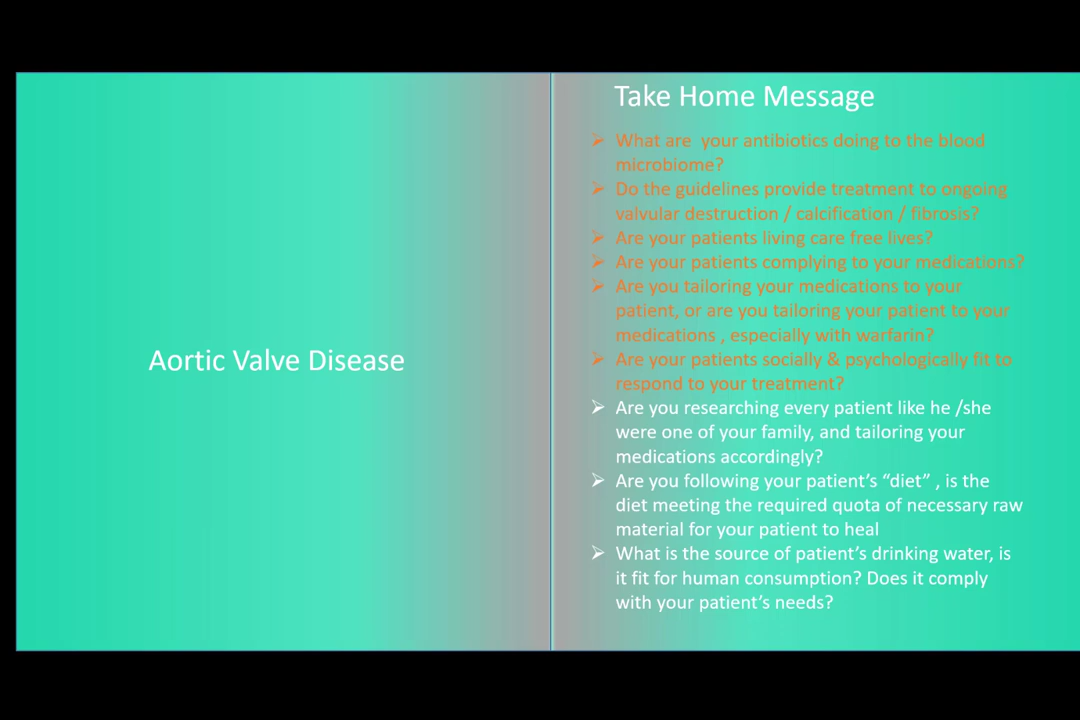 Aortic Valve Disease
Take Home Message
➢ What are  your antibiotics doing to the blood
microbiome?
➢ Do the guidelines provide treatment to ongoing
valvular destruction / calcification / fibrosis?
➢ Are your patients living care free lives?
➢ Are your patients complying to your medications?
➢ Are you tailoring your medications to your
patient, or are you tailoring your patient to your
medications , especially with warfarin?
➢ Are your patients socially & psychologically fit to
respond to your treatment?
➢ Are you researching every patient like he /she
were one of your family, and tailoring your
medications accordingly?
➢ Are you following your patient’s “diet” , is the
diet meeting the required quota of necessary raw
material for your patient to heal
➢ What is the source of patient’s drinking water, is
it fit for human consumption? Does it comply
with your patient’s needs?